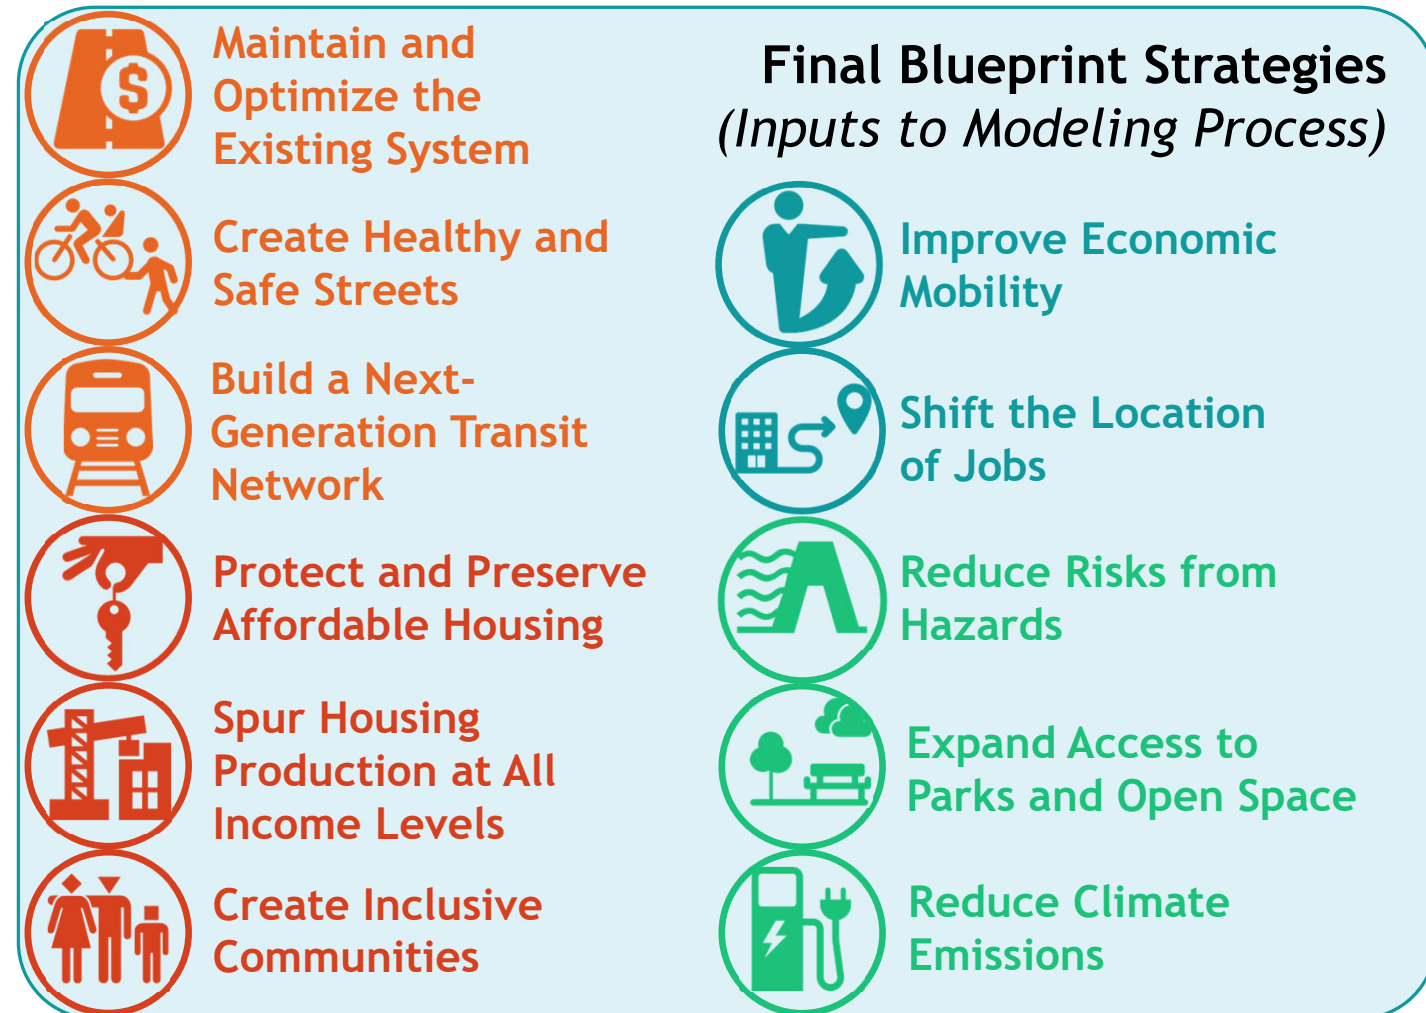 Final Blueprint Strategies
(Inputs to Modeling Process)
Maintain and
Optimize the
Existing System
Create Healthy and
Safe Streets
Build a Next-
Generation Transit
Network
Protect and Preserve
Affordable Housing
Spur Housing
Production at All
Income Levels
Create Inclusive
Communities
Improve Economic
Mobility
Shift the Location
of Jobs
Reduce Risks from
Hazards
Expand Access to
Parks and Open Space
Reduce Climate
Emissions